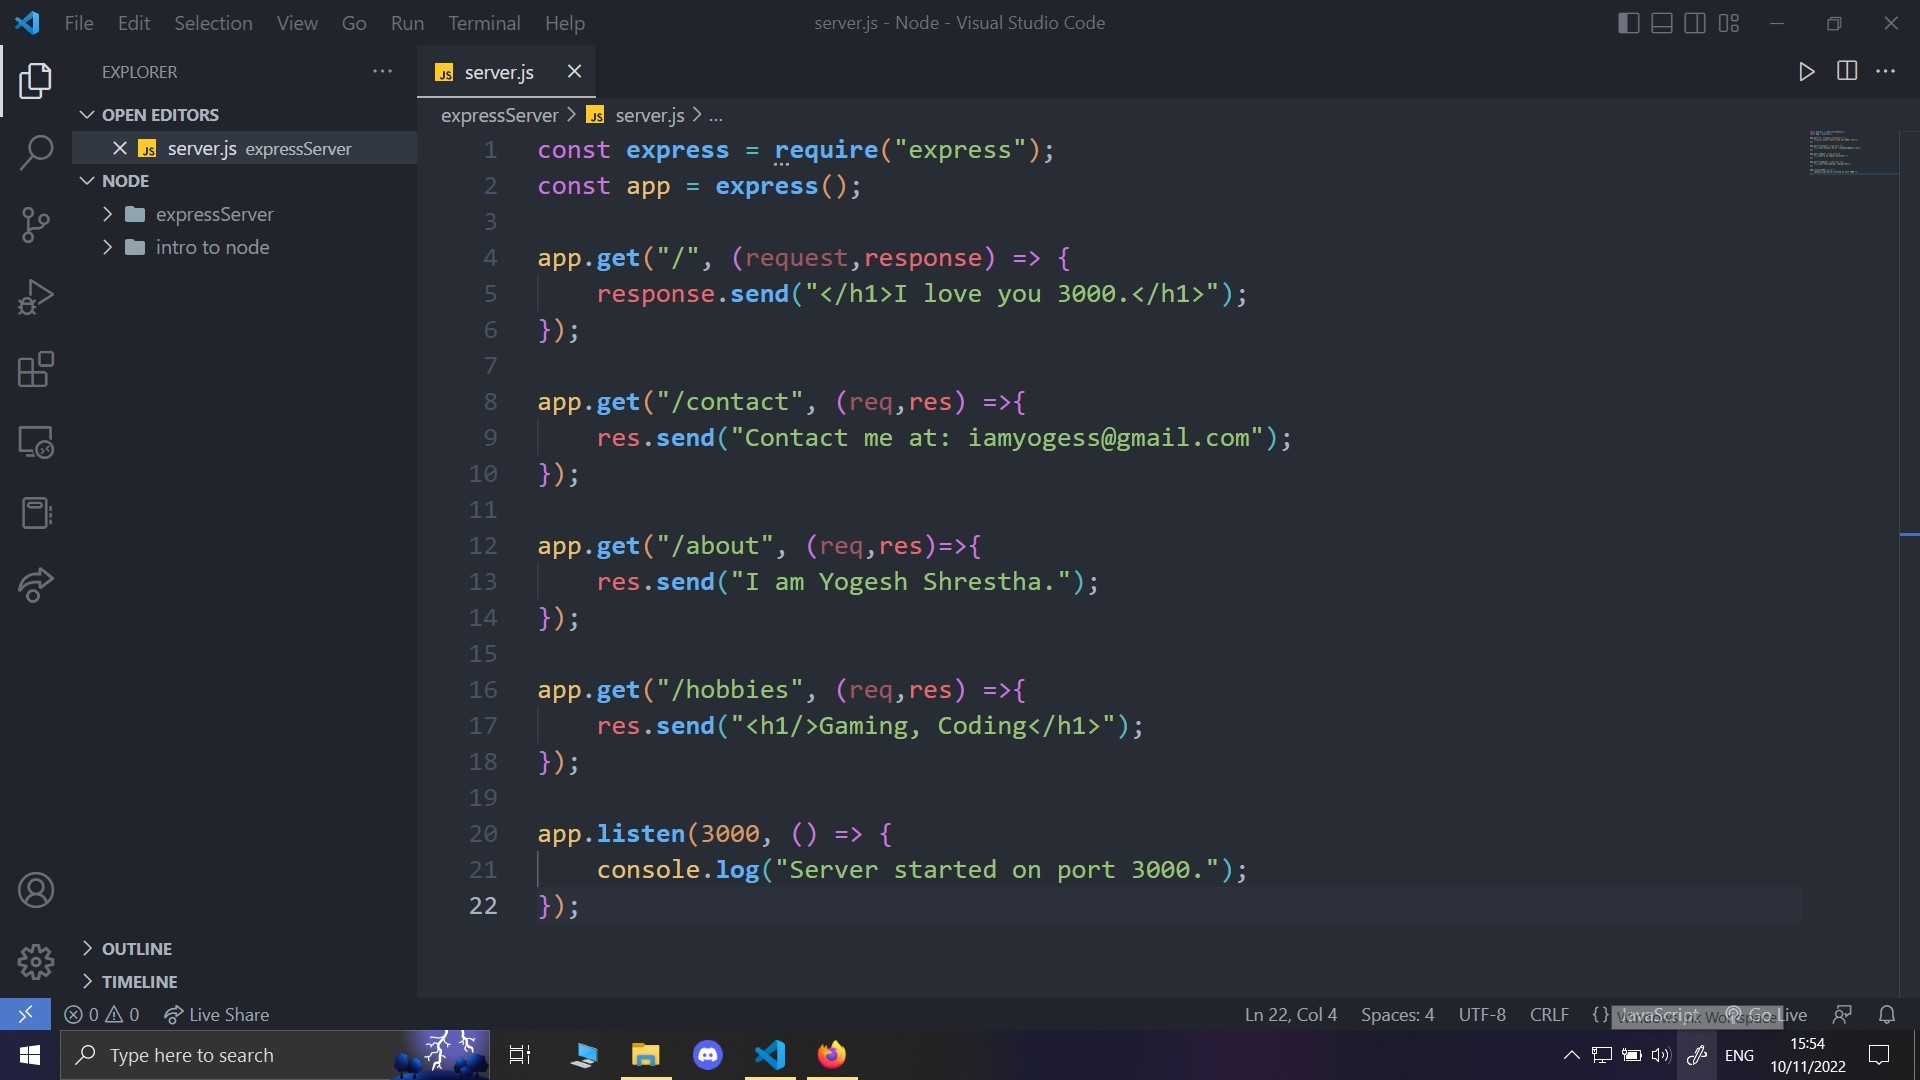 File Edit Selection View Go Run Terminal Help
server.js - Node - Visual Studio Code
EXPLORER
OPEN EDITORS
JS server.js expressServer
NODE
expressServer
intro to node
OUTLINE
TIMELINE
JS server.js
expressServer > JS server.js > ...
1 const express = require("express");
2 const app = express();
3
4 app.get("/", (request,response) => {
5 response.send("</h1>I love you 3000.</h1>");
6 });
7
8 app.get("/contact", (req,res) =>{
9 res.send("Contact me at: iamyogess@gmail.com");
10 });
11
12 app.get("/about", (req,res)=>{
13 res.send("I am Yogesh Shrestha.");
14 });
15
16 app.get("/hobbies", (req,res) =>{
17 res.send("<h1/>Gaming, Coding</h1>");
18 });
19
20 app.listen(3000, () => {
21 console.log("Server started on port 3000.");
22 });
0 0 Live Share
Ln 22, Col 4 Spaces: 4 UTF-8 CRLF {} JavaScript Go Live
Windows Ink Workspace
Type here to search
ENG
15:54
10/11/2022